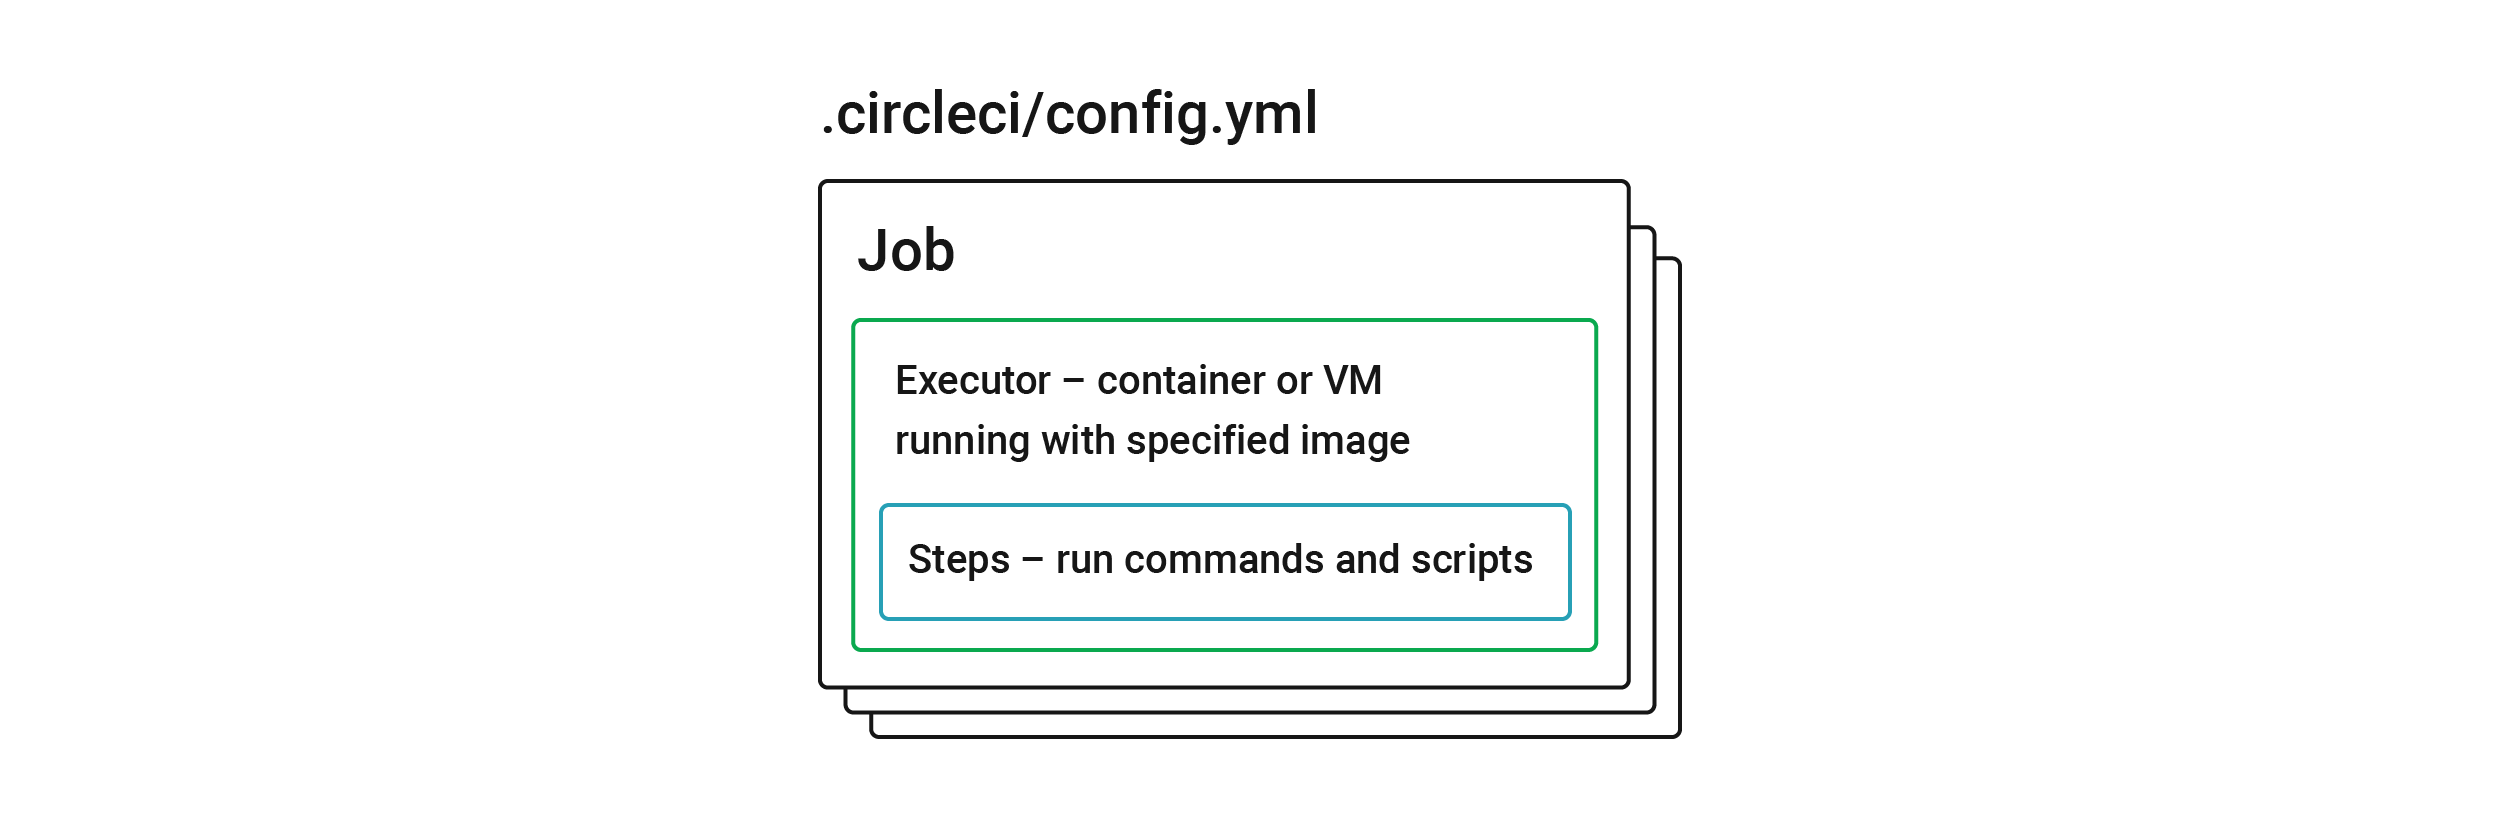 .circleci/config.yml
Job
Executor – container or VM
running with specified image
Steps – run commands and scripts